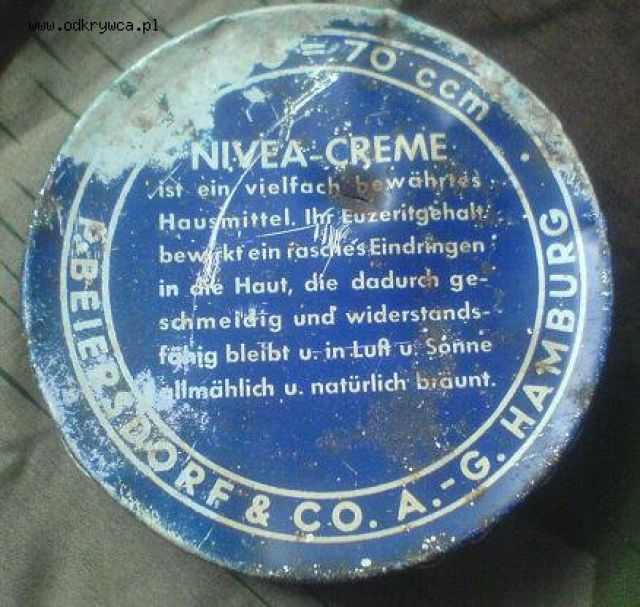 www.odkrywca.pl
= 70 ccm
NIVEA-CREME
ist ein vielfach bewährtes
Hausmittel. Ihr Euzeritgehalt
bewirkt ein rasches Eindringen
in die Haut, die dadurch ge-
schmeidig und widerstands-
fähig bleibt u. in Luft u. Sonne
allmählich u. natürlich bräunt.
P. BEIERSDORF & CO. A.-G. HAMBURG